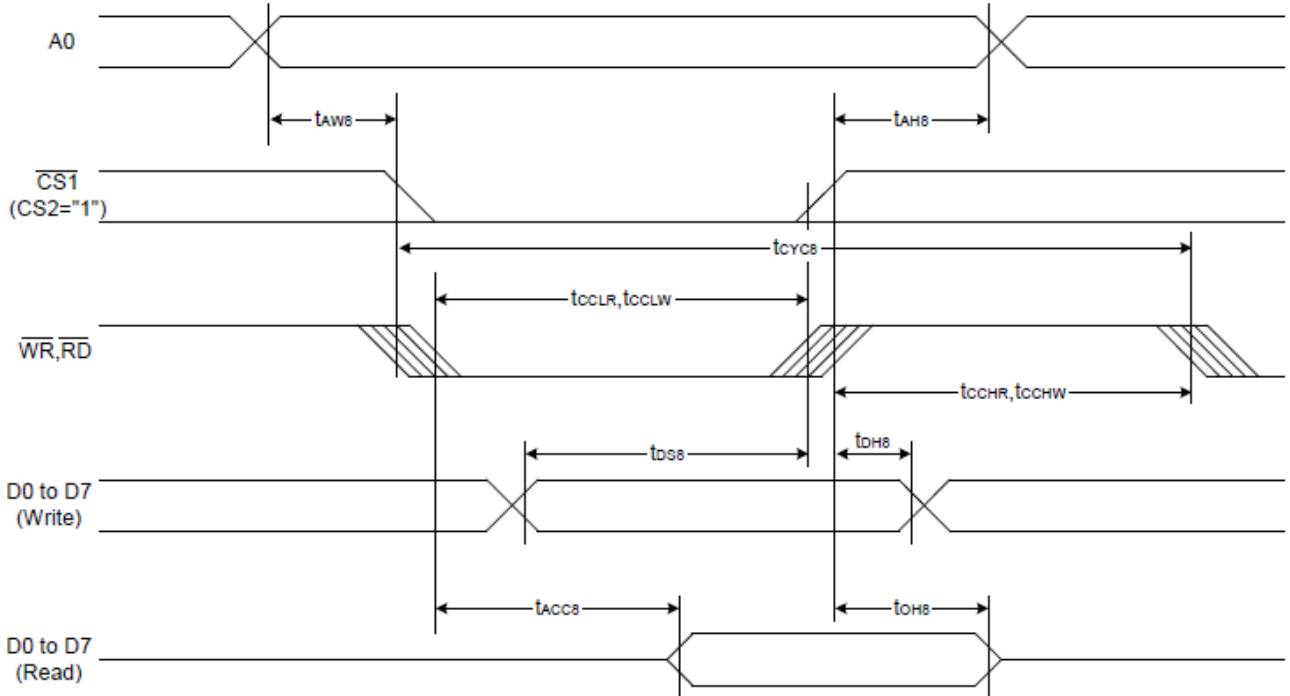 A0
tAW8
tAH8
CS1
(CS2="1")
tCYC8
tCCLR,tCCLW
WR,RD
tCCHR,tCCHW
tDS8
tDH8
D0 to D7
(Write)
tACC8
tOH8
D0 to D7
(Read)